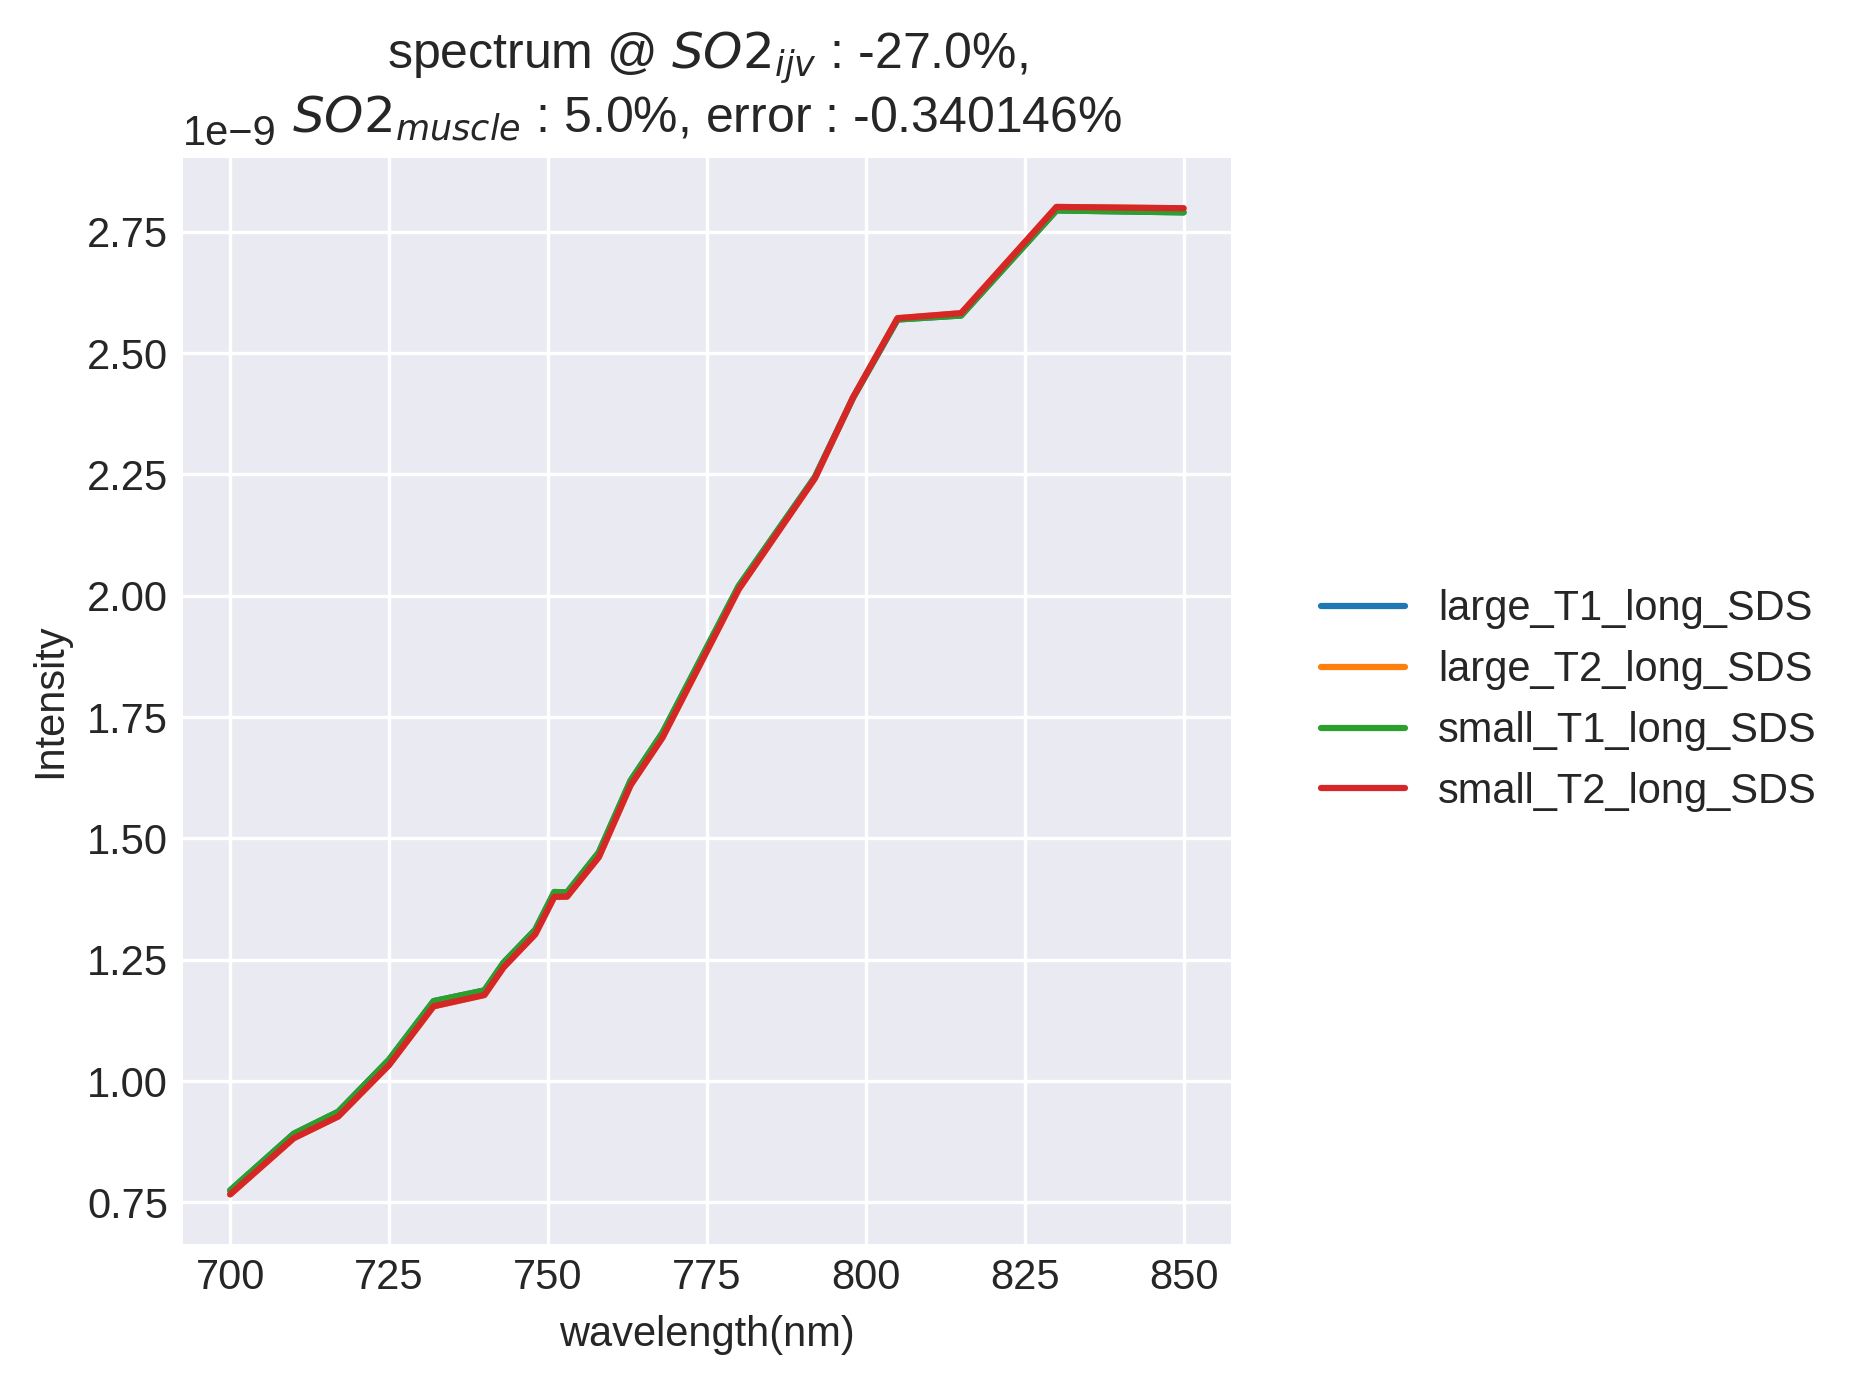 spectrum @ SO2ijv : -27.0%,
SO2muscle : 5.0%, error : -0.340146%
1e−9
2.75
2.50
2.25
2.00
1.75
1.50
1.25
1.00
0.75
Intensity
700 725 750 775 800 825 850
wavelength(nm)
large_T1_long_SDS
large_T2_long_SDS
small_T1_long_SDS
small_T2_long_SDS